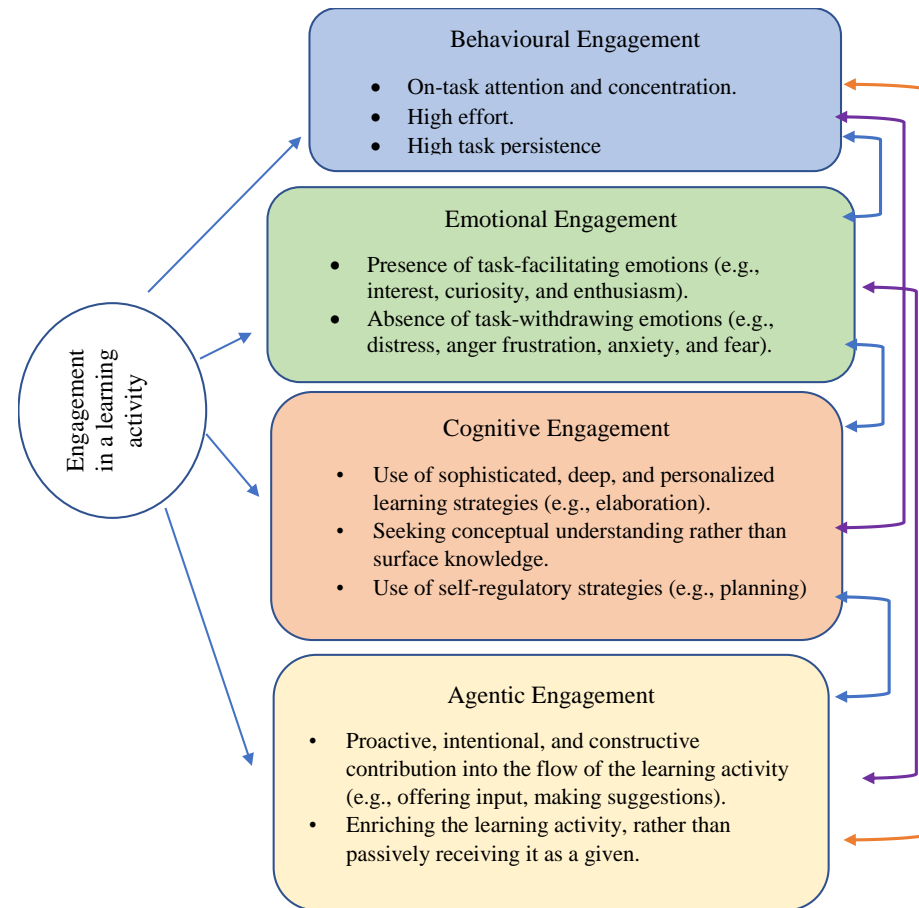 Behavioural Engagement
• On-task attention and concentration.
• High effort.
• High task persistence
Emotional Engagement
• Presence of task-facilitating emotions (e.g.,
interest, curiosity, and enthusiasm).
• Absence of task-withdrawing emotions (e.g.,
distress, anger frustration, anxiety, and fear).
Engagement
in a learning
activity
Cognitive Engagement
• Use of sophisticated, deep, and personalized
learning strategies (e.g., elaboration).
• Seeking conceptual understanding rather than
surface knowledge.
• Use of self-regulatory strategies (e.g., planning)
Agentic Engagement
• Proactive, intentional, and constructive
contribution into the flow of the learning activity
(e.g., offering input, making suggestions).
• Enriching the learning activity, rather than
passively receiving it as a given.